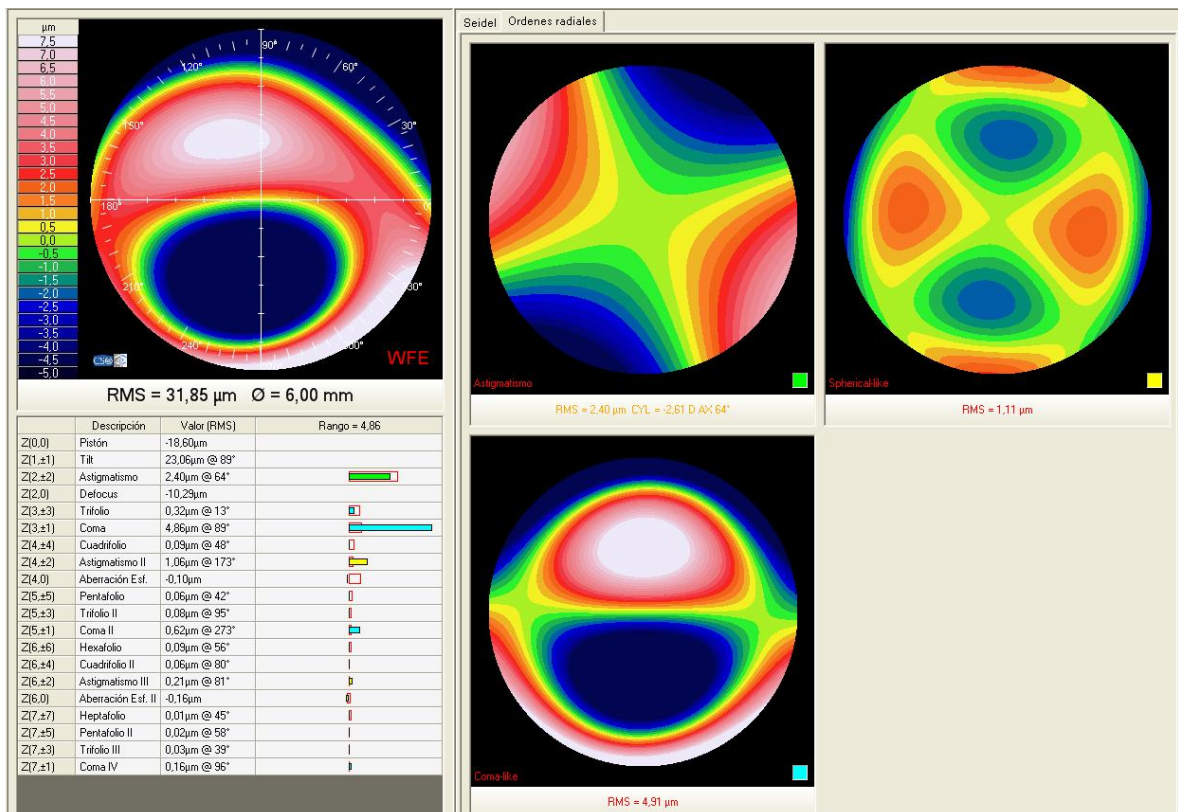 Seidel Ordenes radiales
µm
7,5
7,0
6,5
6,0
5,5
5,0
4,5
4,0
3,5
3,0
2,5
2,0
1,5
1,0
0,5
0,0
-0,5
-1,0
-1,5
-2,0
-2,5
-3,0
-3,5
-4,0
-4,5
-5,0
90°
120°
60°
150°
30°
180°
210°
240°
300°
CSO
WFE
RMS = 31,85 µm Ø = 6,00 mm
Astigmatismo
RMS = 2,40 µm CYL = -2,61 D AX 64°
Spherical-like
RMS = 1,11 µm
Descripción Valor (RMS) Rango = 4,86
Z(0,0) Pistón -18,60µm
Z(1,±1) Tilt 23,06µm @ 89°
Z(2,±2) Astigmatismo 2,40µm @ 64°
Z(2,0) Defocus -10,29µm
Z(3,±3) Trifolio 0,32µm @ 13°
Z(3,±1) Coma 4,86µm @ 89°
Z(4,±4) Cuadrifolio 0,09µm @ 48°
Z(4,±2) Astigmatismo II 1,06µm @ 173°
Z(4,0) Aberración Esf. -0,10µm
Z(5,±5) Pentafolio 0,06µm @ 42°
Z(5,±3) Trifolio II 0,08µm @ 95°
Z(5,±1) Coma II 0,62µm @ 273°
Z(6,±6) Hexafolio 0,09µm @ 56°
Z(6,±4) Cuadrifolio II 0,06µm @ 80°
Z(6,±2) Astigmatismo III 0,21µm @ 81°
Z(6,0) Aberración Esf. II -0,16µm
Z(7,±7) Heptafolio 0,01µm @ 45°
Z(7,±5) Pentafolio II 0,02µm @ 58°
Z(7,±3) Trifolio III 0,03µm @ 39°
Z(7,±1) Coma IV 0,16µm @ 96°
Coma-like
RMS = 4,91 µm